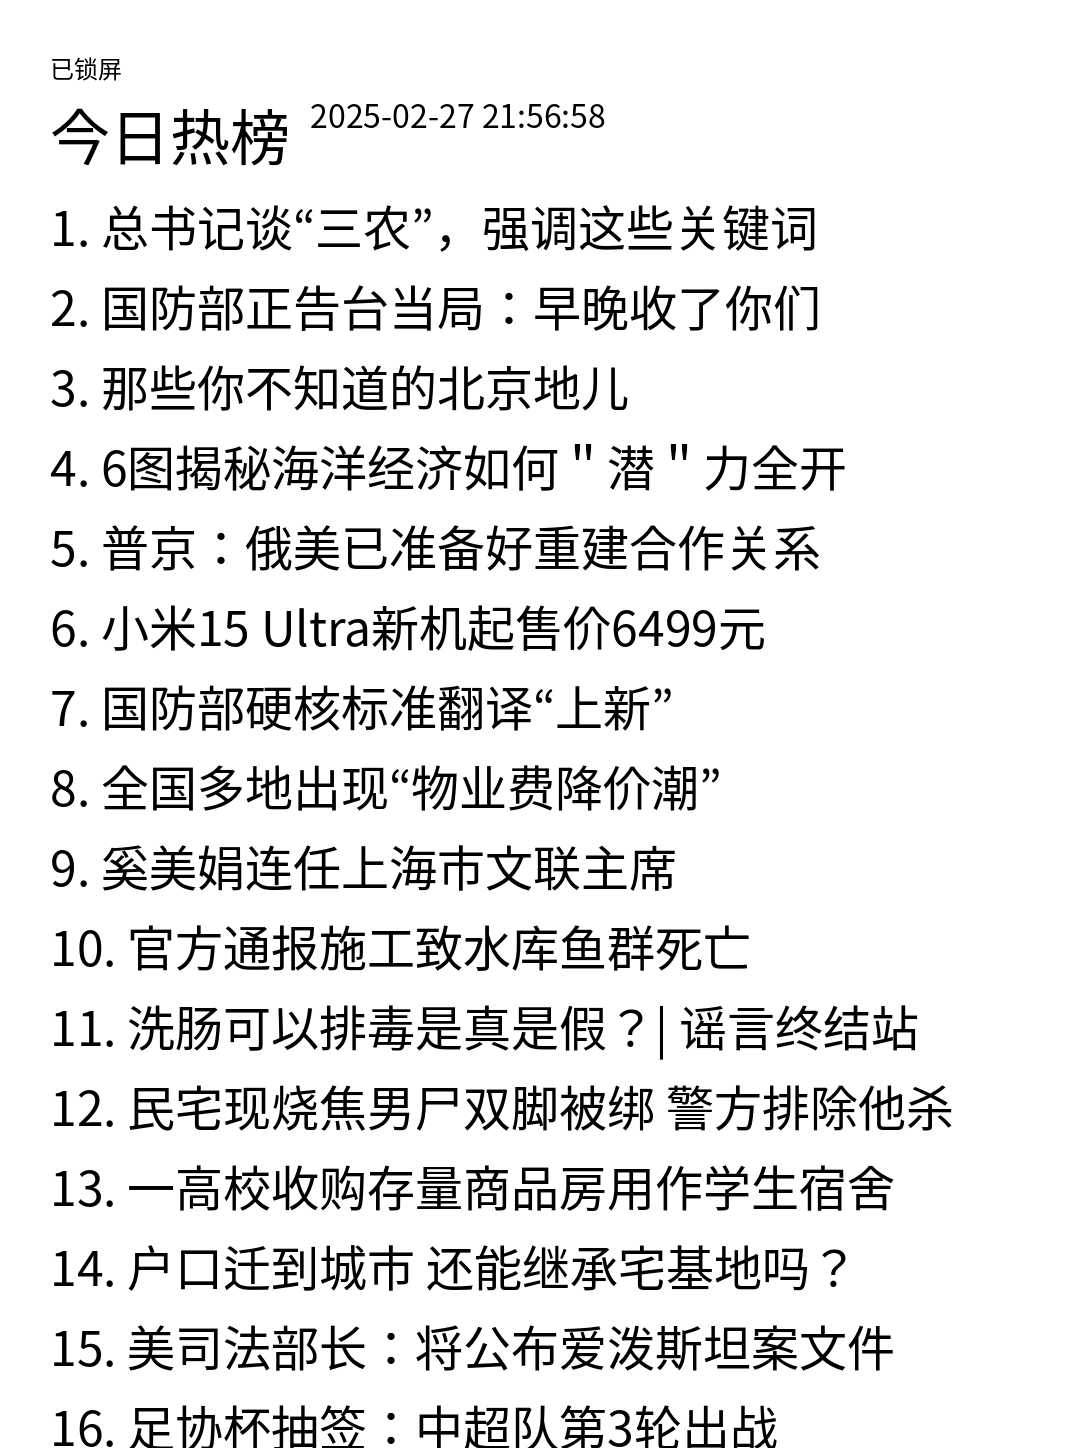 已锁屏
今日热榜 2025-02-27 21:56:58
1. 总书记谈“三农”，强调这些关键词
2. 国防部正告台当局：早晚收了你们
3. 那些你不知道的北京地儿
4. 6图揭秘海洋经济如何＂潜＂力全开
5. 普京：俄美已准备好重建合作关系
6. 小米15 Ultra新机起售价6499元
7. 国防部硬核标准翻译“上新”
8. 全国多地出现“物业费降价潮”
9. 奚美娟连任上海市文联主席
10. 官方通报施工致水库鱼群死亡
11. 洗肠可以排毒是真是假？| 谣言终结站
12. 民宅现烧焦男尸双脚被绑 警方排除他杀
13. 一高校收购存量商品房用作学生宿舍
14. 户口迁到城市 还能继承宅基地吗？
15. 美司法部长：将公布爱泼斯坦案文件
16. 足协杯抽签：中超队第3轮出战